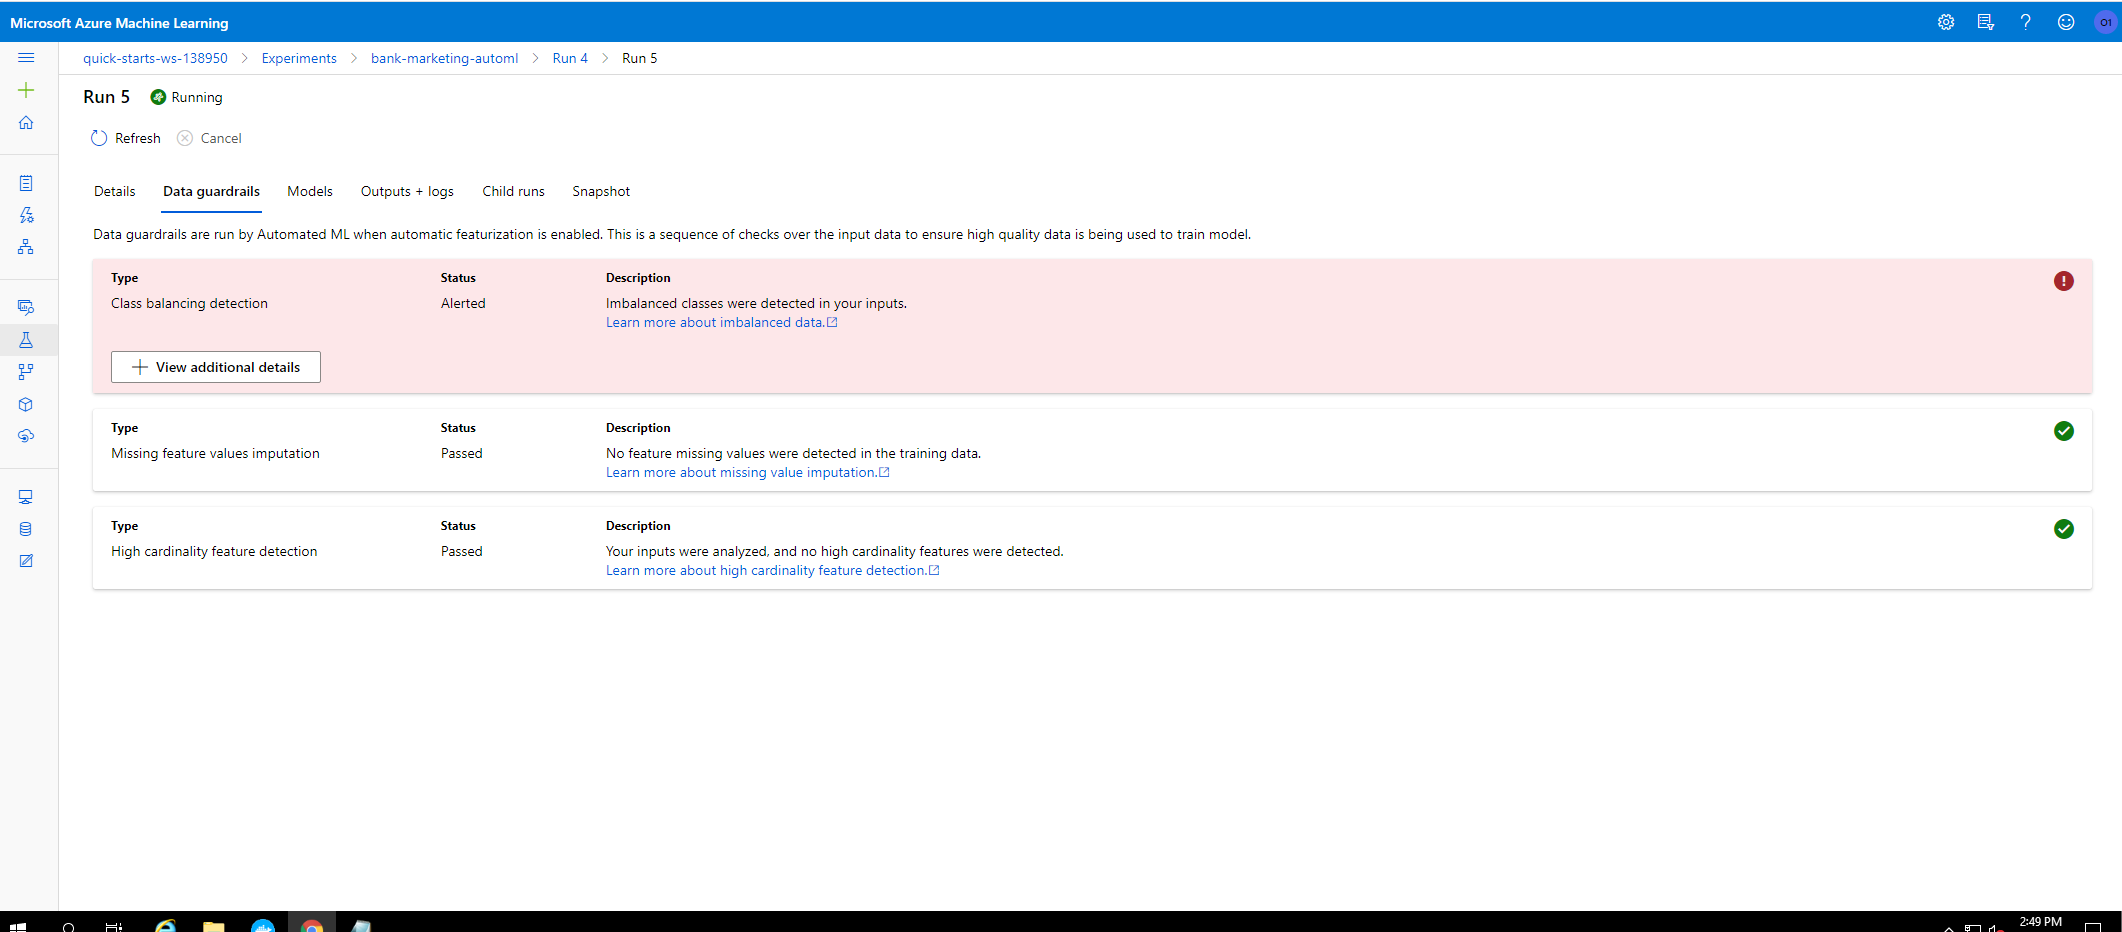 Microsoft Azure Machine Learning
01
quick-starts-ws-138950 > Experiments > bank-marketing-automl > Run 4 > Run 5
Run 5 Running
Refresh Cancel
Details Data guardrails Models Outputs + logs Child runs Snapshot
Data guardrails are run by Automated ML when automatic featurization is enabled. This is a sequence of checks over the input data to ensure high quality data is being used to train model.
Type Status Description
Class balancing detection Alerted Imbalanced classes were detected in your inputs.
Learn more about imbalanced data.
View additional details
Type Status Description
Missing feature values imputation Passed No feature missing values were detected in the training data.
Learn more about missing value imputation.
Type Status Description
High cardinality feature detection Passed Your inputs were analyzed, and no high cardinality features were detected.
Learn more about high cardinality feature detection.
2:49 PM